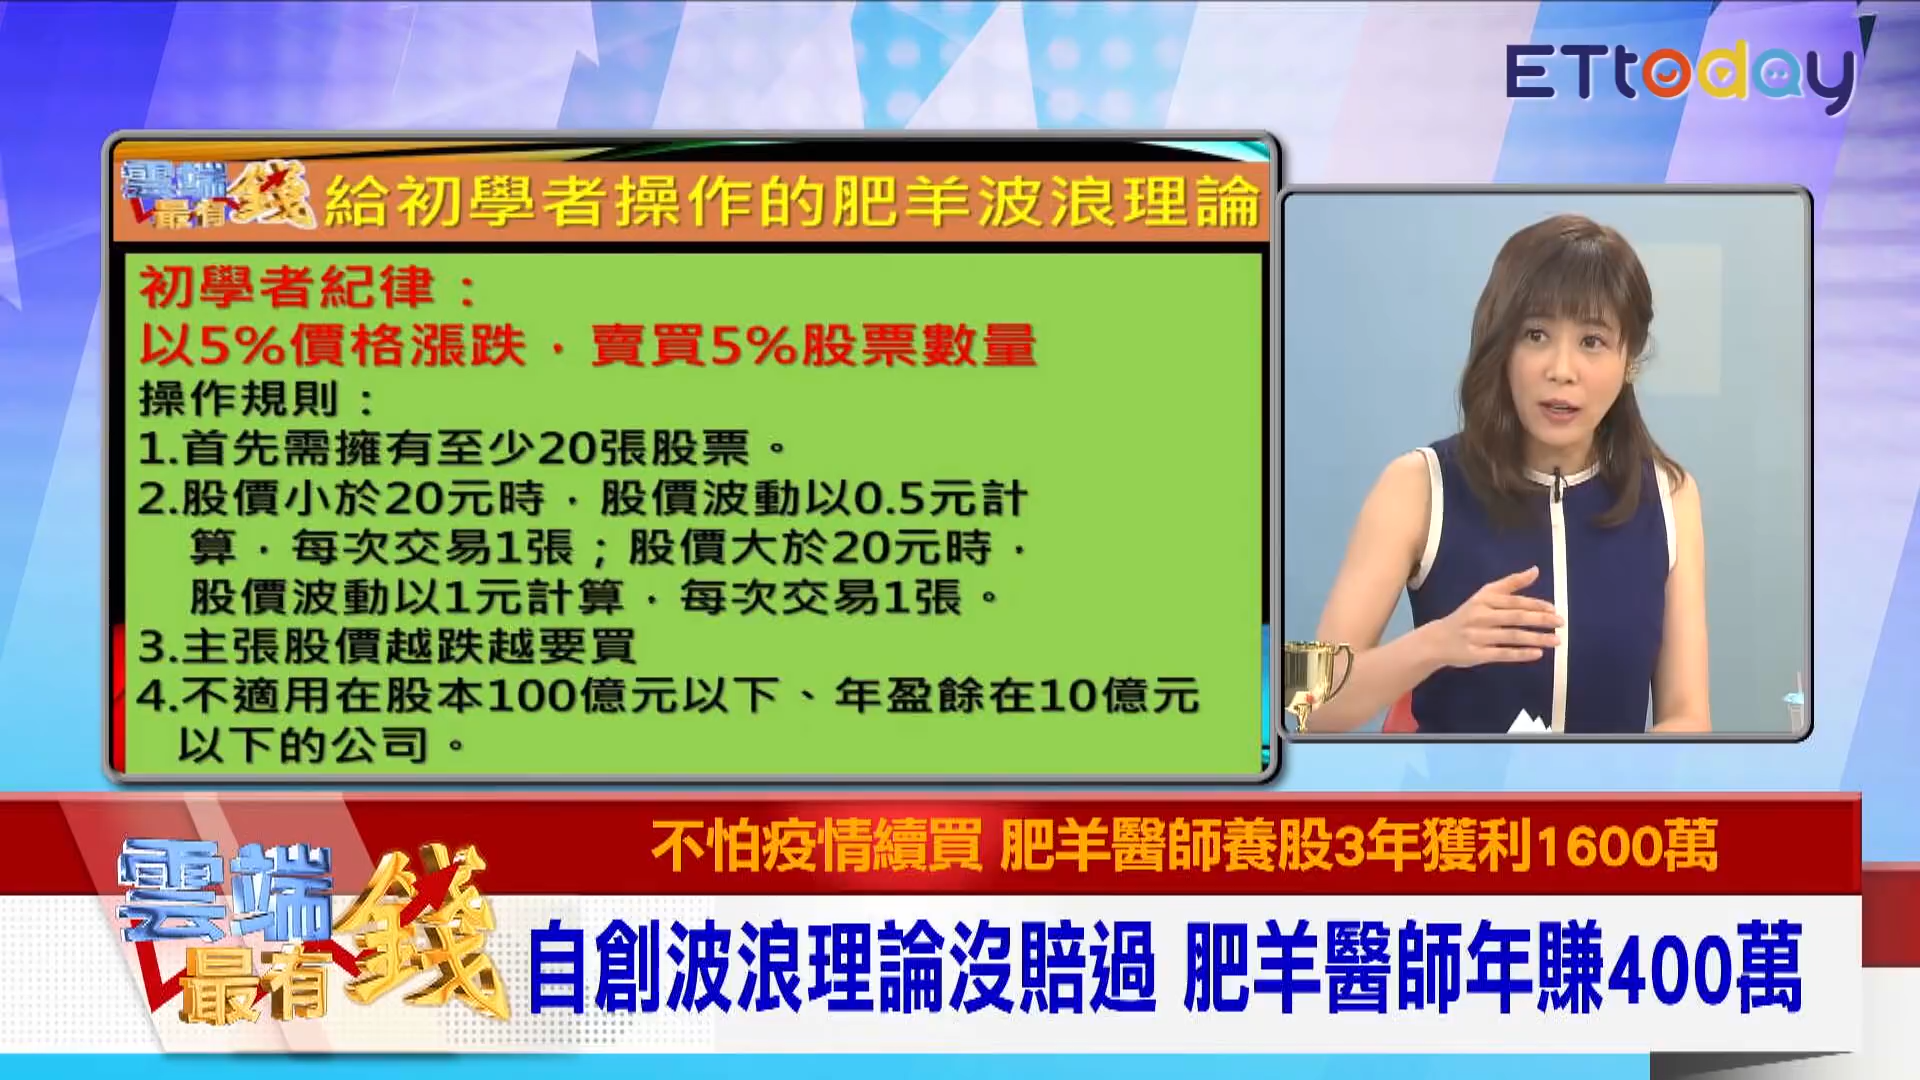 ETtoday
雲端最有錢
給初學者操作的肥羊波浪理論
初學者紀律：
以5%價格漲跌，賣買5%股票數量
操作規則：
1.首先需擁有至少20張股票。
2.股價小於20元時，股價波動以0.5元計
算，每次交易1張；股價大於20元時，
股價波動以1元計算，每次交易1張。
3.主張股價越跌越要買
4.不適用在股本100億元以下、年盈餘在10億元
以下的公司。
不怕疫情續買 肥羊醫師養股3年獲利1600萬
雲端最有錢
自創波浪理論沒賠過 肥羊醫師年賺400萬